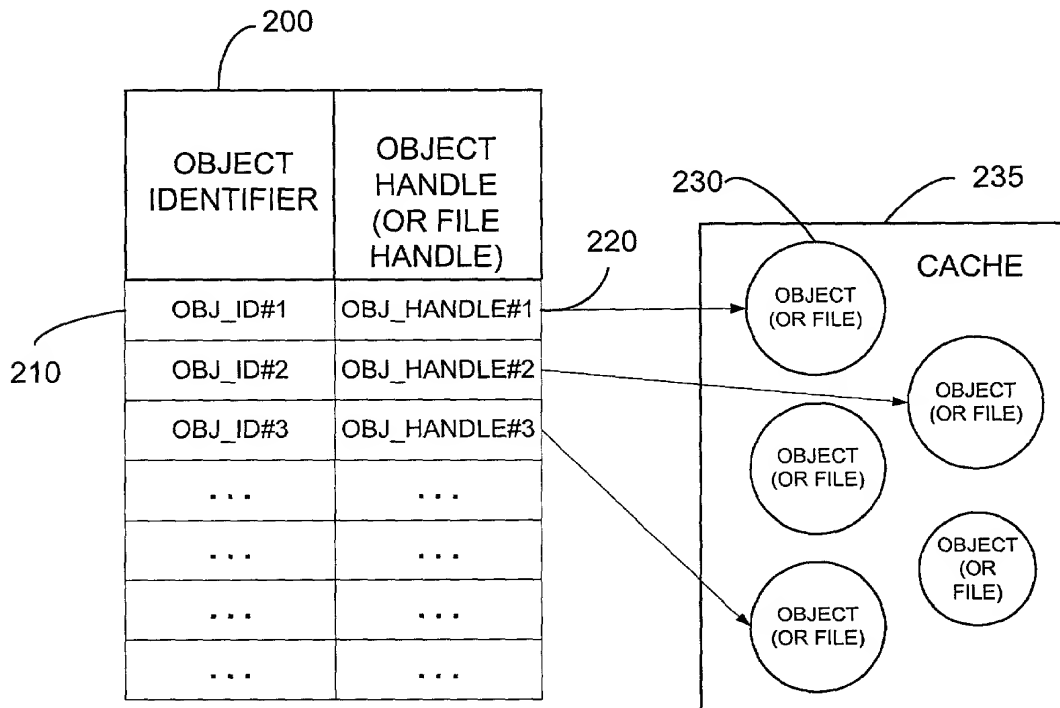 200
OBJECT
IDENTIFIER
OBJECT
HANDLE
(OR FILE
HANDLE)
OBJ_ID#1
OBJ_HANDLE#1
OBJ_ID#2
OBJ_HANDLE#2
OBJ_ID#3
OBJ_HANDLE#3
...
...
...
...
...
...
...
...
210
220
230
235
CACHE
OBJECT
(OR FILE)
OBJECT
(OR FILE)
OBJECT
(OR FILE)
OBJECT
(OR
FILE)
OBJECT
(OR FILE)